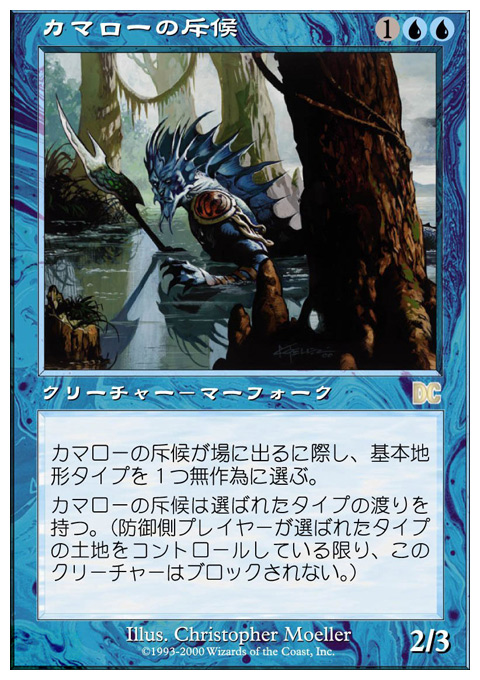 カマローの斥候 1
クリーチャー－マーフォーク DC
カマローの斥候が場に出るに際し、基本地
形タイプを１つ無作為に選ぶ。
カマローの斥候は選ばれたタイプの渡りを
持つ。（防御側プレイヤーが選ばれたタイプ
の土地をコントロールしている限り、この
クリーチャーはブロックされない。）
Illus. Christopher Moeller
©1993-2000 Wizards of the Coast, Inc.
2/3